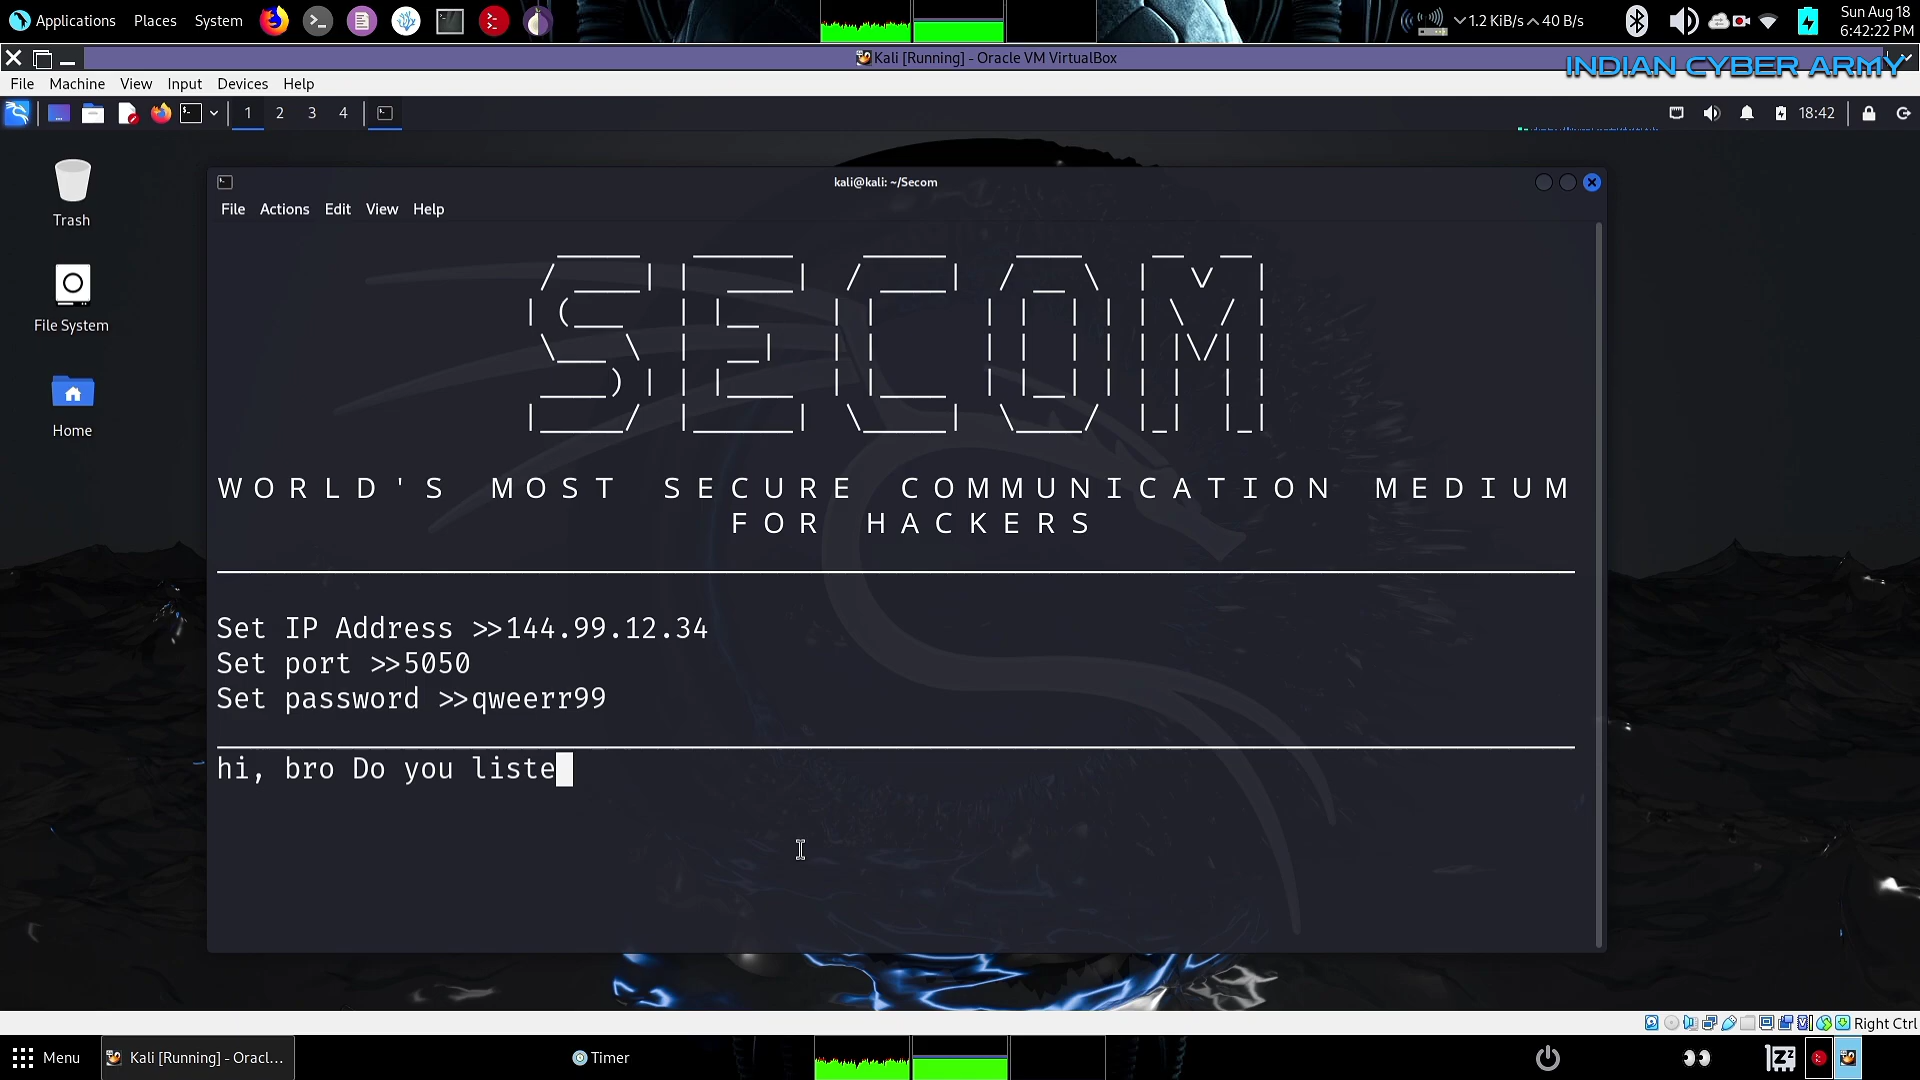 Applications Places System
1.2 KiB/s 40 B/s
Sun Aug 18
6:42:22 PM
Kali [Running] - Oracle VM VirtualBox
INDIAN CYBER ARMY
File Machine View Input Devices Help
1 2 3 4
18:42
Trash
File System
Home
kali@kali: ~/Secom
File Actions Edit View Help
SECOM
WORLD'S MOST SECURE COMMUNICATION MEDIUM
FOR HACKERS
Set IP Address >>144.99.12.34
Set port >>5050
Set password >>qweerr99
hi, bro Do you liste
Right Ctrl
Menu
Kali [Running] - Oracl...
Timer